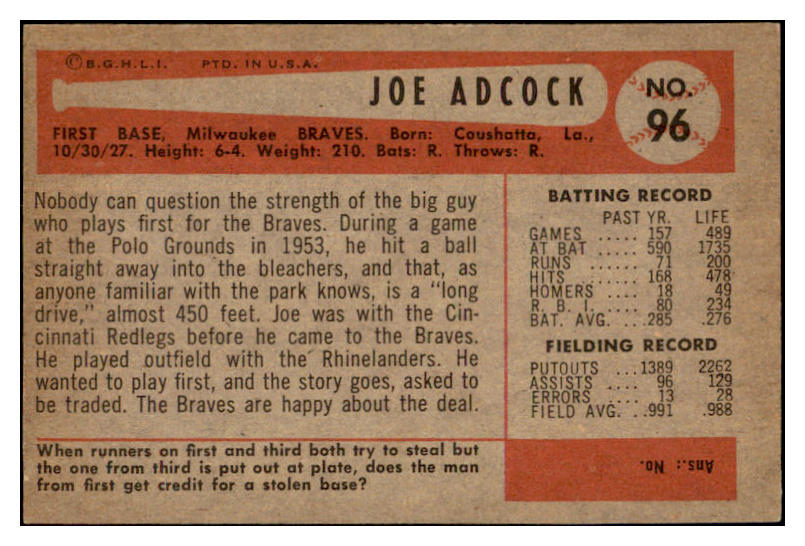 © B.G.H.L.I. PTD. IN U.S.A.
JOE ADCOCK
NO.
96
FIRST BASE, Milwaukee BRAVES. Born: Coushatta, La.,
10/30/27. Height: 6-4. Weight: 210. Bats: R. Throws: R.
Nobody can question the strength of the big guy
who plays first for the Braves. During a game
at the Polo Grounds in 1953, he hit a ball
straight away into the bleachers, and that, as
anyone familiar with the park knows, is a "long
drive," almost 450 feet. Joe was with the Cin-
cinnati Redlegs before he came to the Braves.
He played outfield with the Rhinelanders. He
wanted to play first, and the story goes, asked to
be traded. The Braves are happy about the deal.
BATTING RECORD
PAST YR. LIFE
GAMES ..... 157 489
AT BAT ..... 590 1735
RUNS ...... 71 200
HITS ...... 168 478
HOMERS .... 18 49
R. B. I. .... 80 234
BAT. AVG. .. .285 .276
FIELDING RECORD
PUTOUTS ...1389 2262
ASSISTS .... 96 129
ERRORS .... 13 28
FIELD AVG. .991 .988
When runners on first and third both try to steal but
the one from third is put out at plate, does the man
from first get credit for a stolen base?
Ans.: No.